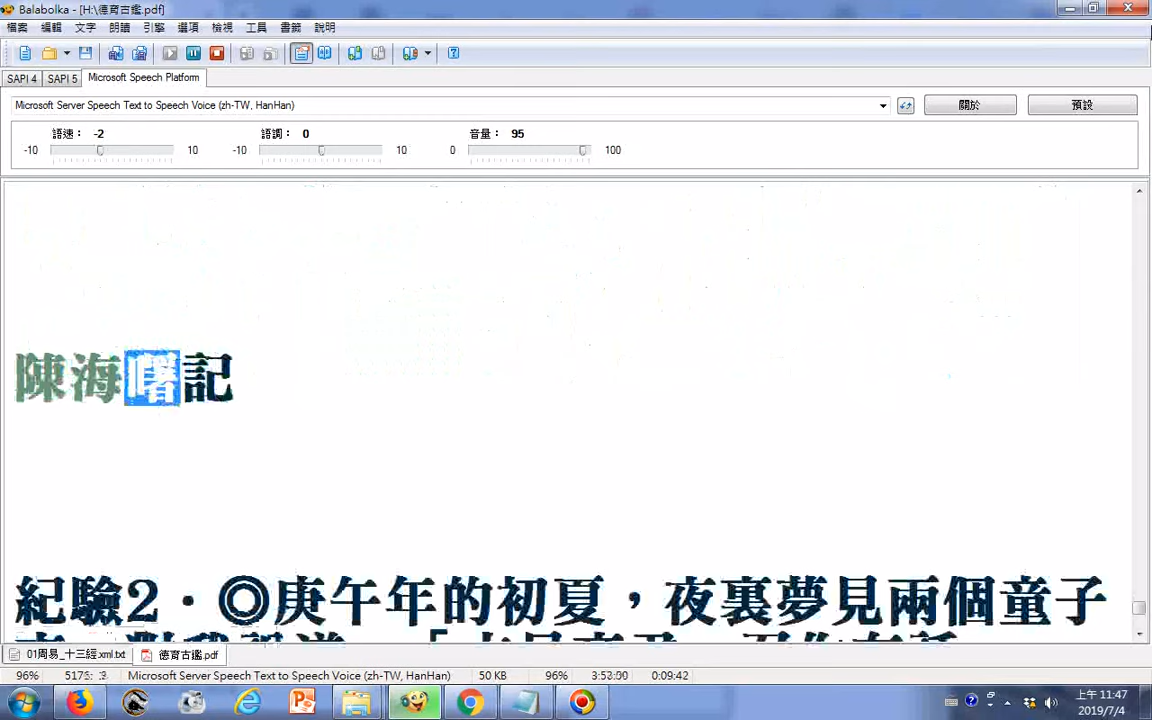 Balabolka - [H:\德育古鑑.pdf]
檔案 編輯 文字 朗讀 引擎 選項 檢視 工具 書籤 說明
SAPI 4 SAPI 5 Microsoft Speech Platform
Microsoft Server Speech Text to Speech Voice (zh-TW, HanHan) 關於 預設
語速： -2 語調： 0 音量： 95
-10 10 -10 10 0 100
陳海曙記
紀驗2．◎庚午年的初夏，夜裏夢見兩個童子
01周易_十三經.xml.txt 德育古鑑.pdf
96% Microsoft Server Speech Text to Speech Voice (zh-TW, HanHan) 50 KB 96% 3:53:00 0:09:42
上午 11:47
2019/7/4